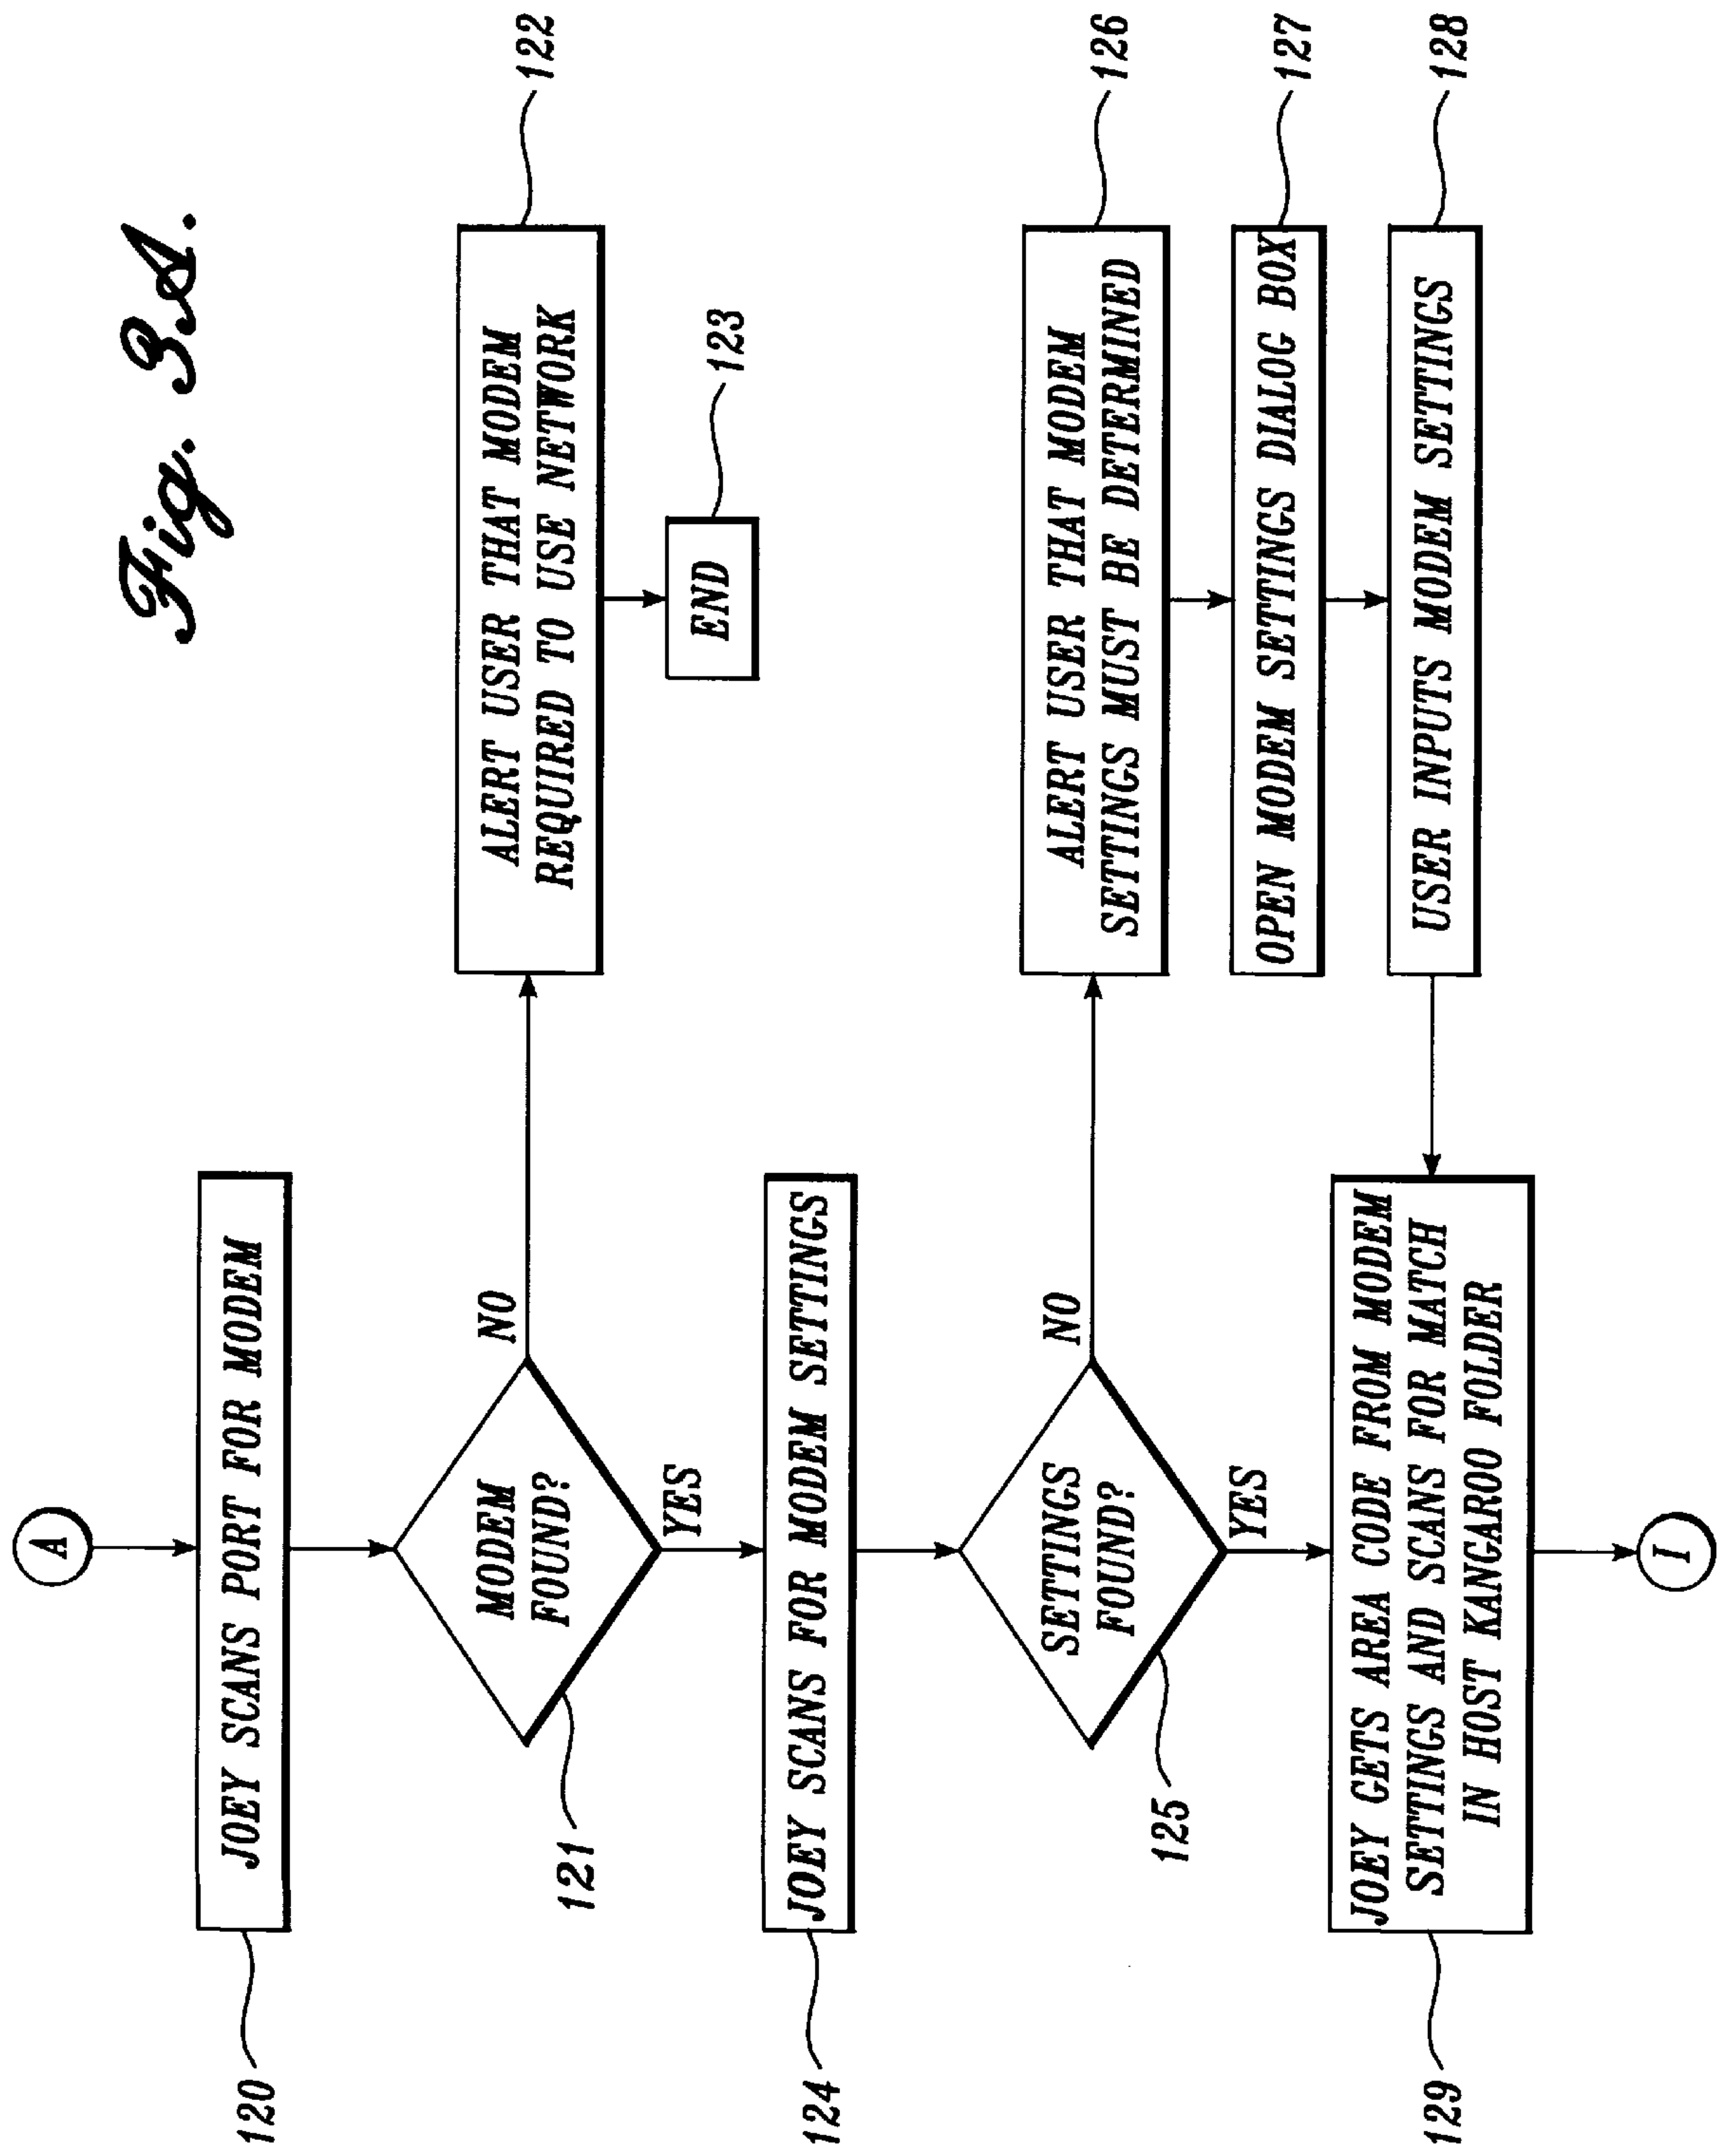 Fig. 3A.
A
JOEY SCANS PORT FOR MODEM
120
MODEM
FOUND?
121
NO
ALERT USER THAT MODEM
REQUIRED TO USE NETWORK
122
END
123
YES
JOEY SCANS FOR MODEM SETTINGS
124
SETTINGS
FOUND?
125
NO
ALERT USER THAT MODEM
SETTINGS MUST BE DETERMINED
126
OPEN MODEM SETTINGS DIALOG BOX
127
USER INPUTS MODEM SETTINGS
128
YES
JOEY GETS AREA CODE FROM MODEM
SETTINGS AND SCANS FOR MATCH
IN HOST KANGAROO FOLDER
129
I